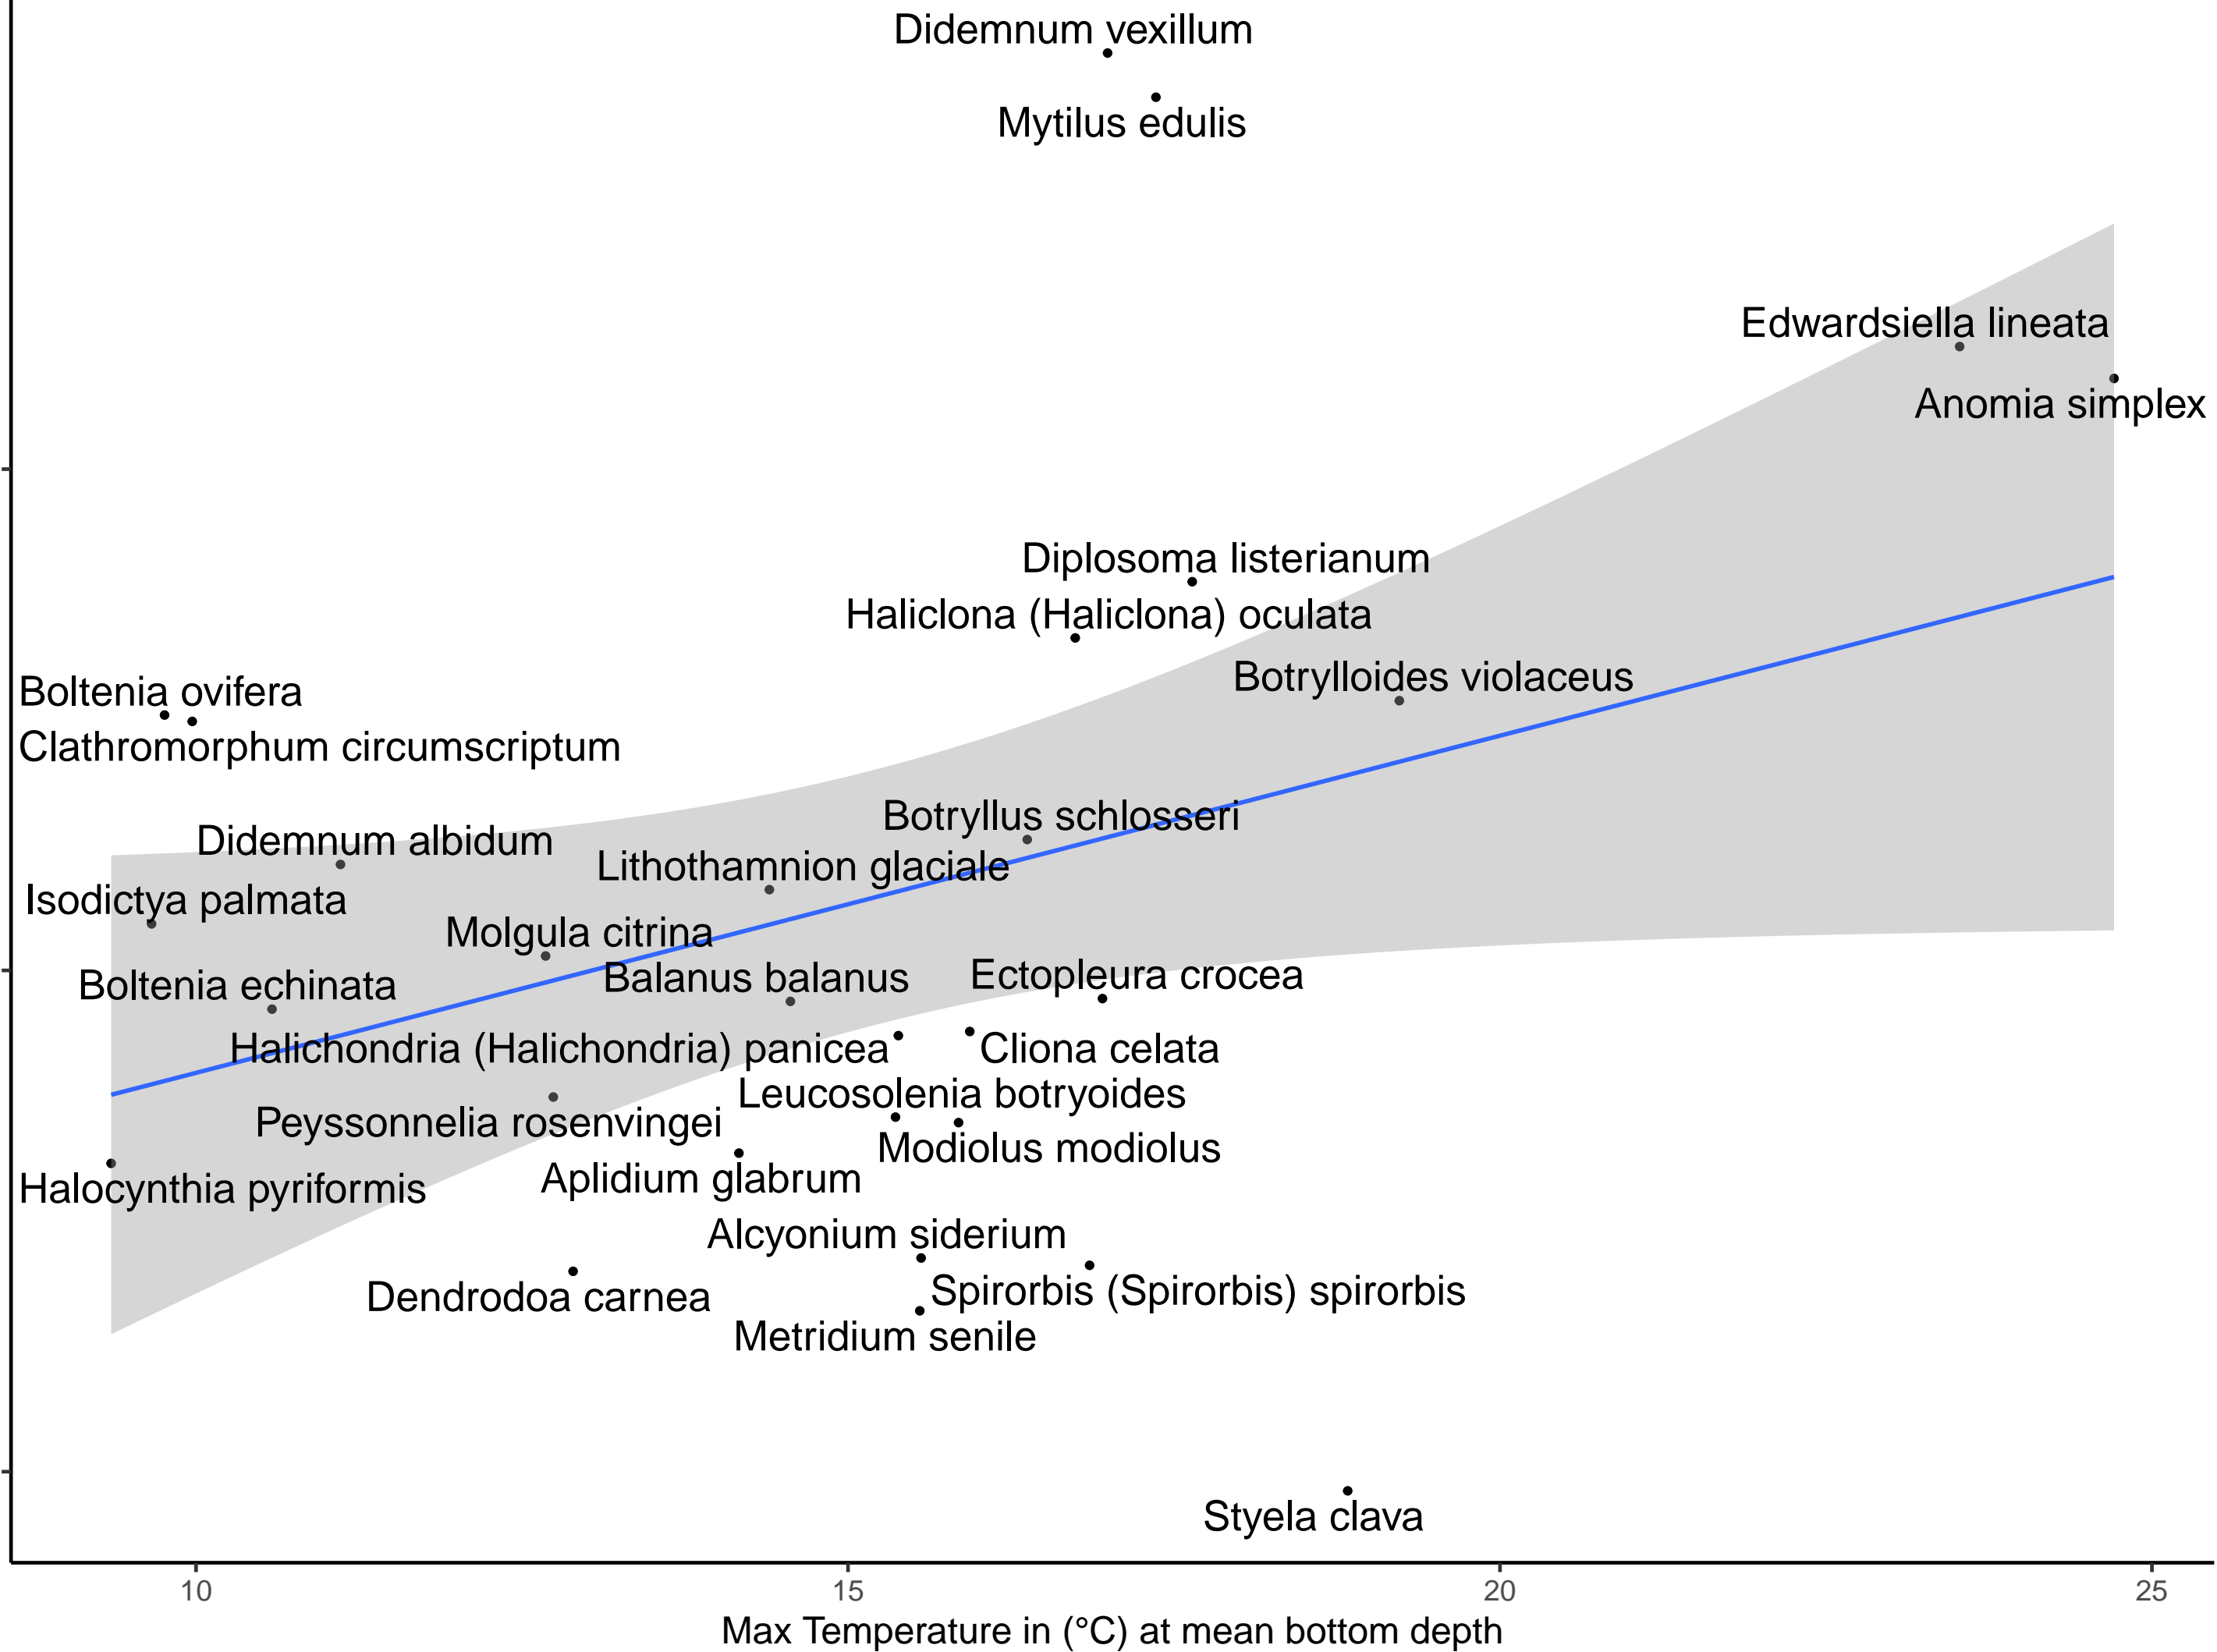 Didemnum vexillum
Mytilus edulis
Edwardsiella lineata
Anomia simplex
Diplosoma listerianum
Haliclona (Haliclona) oculata
Botrylloides violaceus
Boltenia ovifera
Clathromorphum circumscriptum
Botryllus schlosseri
Didemnum albidum
Lithothamnion glaciale
Isodictya palmata
Molgula citrina
Balanus balanus
Ectopleura crocea
Boltenia echinata
Halichondria (Halichondria) panicea
Cliona celata
Leucosolenia botryoides
Peyssonnelia rosenvingei
Modiolus modiolus
Aplidium glabrum
Halocynthia pyriformis
Alcyonium siderium
Spirorbis (Spirorbis) spirorbis
Dendrodoa carnea
Metridium senile
Styela clava
10 15 20 25
Max Temperature in (°C) at mean bottom depth